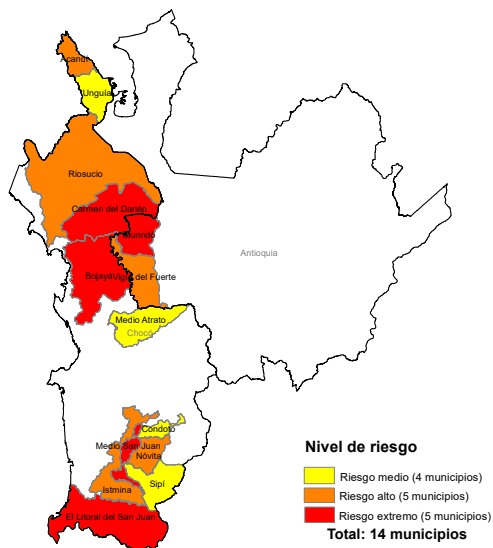 Acandí
Unguía
Riosucio
Carmen del Darién
Murindó
Antioquia
Bojayá
Vigía del Fuerte
Medio Atrato
Chocó
Condoto
Medio San Juan
Nóvita
Sipí
Istmina
El Litoral del San Juan
Nivel de riesgo
Riesgo medio (4 municipios)
Riesgo alto (5 municipios)
Riesgo extremo (5 municipios)
Total: 14 municipios